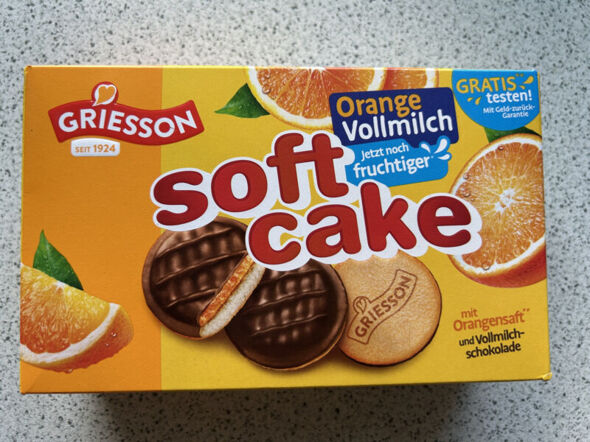 GRIESSON
SEIT 1924
Orange
Vollmilch
Jetzt noch
fruchtiger*
GRATIS**
testen!
Mit Geld-zurück-
Garantie
soft
cake
GRIESSON
mit
Orangensaft**
und Vollmilch-
schokolade